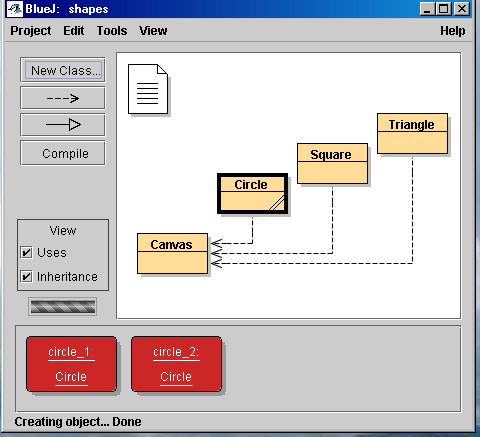 BlueJ: shapes
Project Edit Tools View Help
New Class...
Compile
View
Uses
Inheritance
Triangle
Square
Circle
Canvas
circle_1:
Circle
circle_2:
Circle
Creating object... Done